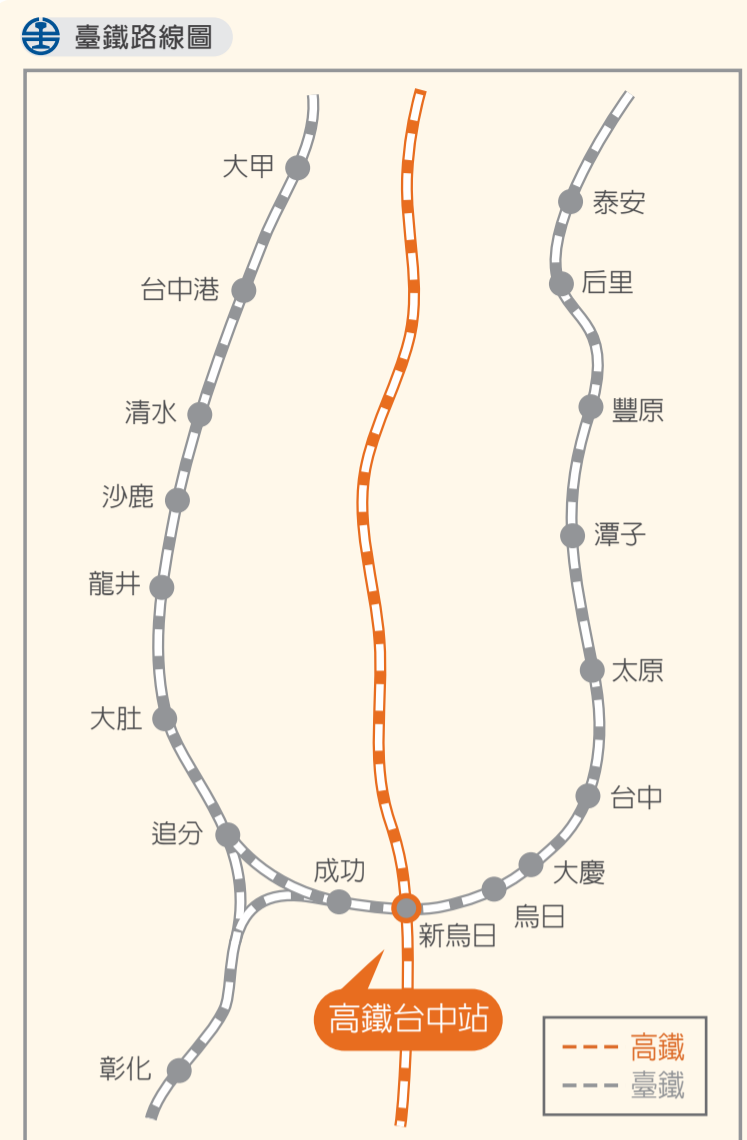 臺鐵路線圖
大甲
泰安
后里
台中港
豐原
清水
沙鹿
潭子
龍井
太原
大肚
台中
追分
成功
大慶
烏日
新烏日
高鐵台中站
高鐵
彰化
臺鐵